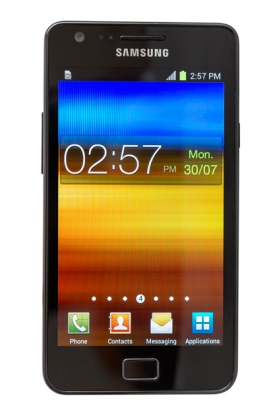 SAMSUNG
2:57 PM
02:57 PM
Mon.
30/07
4
Phone Contacts Messaging Applications